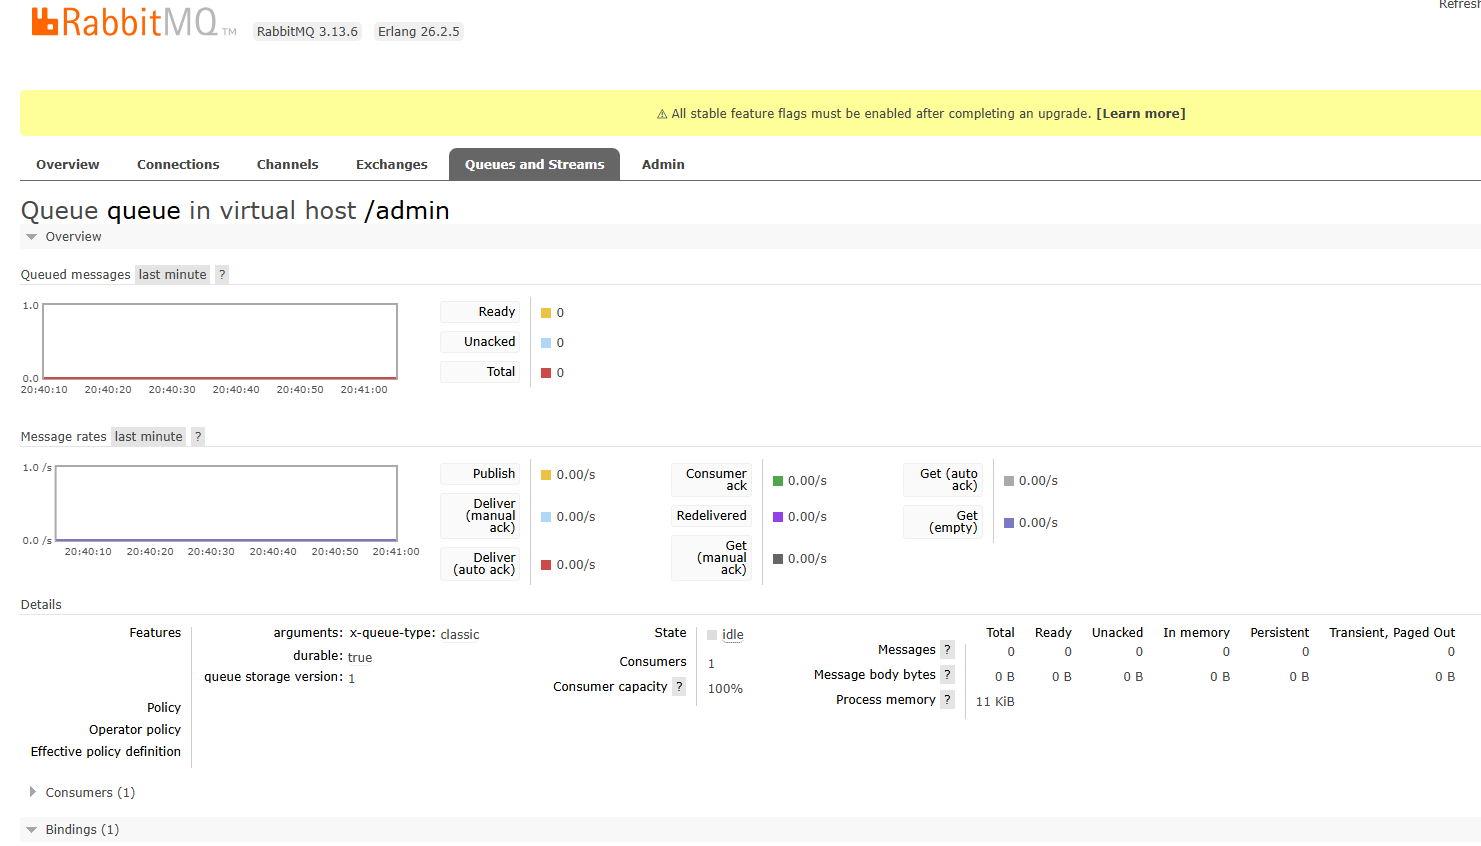 Refresh
RabbitMQ TM RabbitMQ 3.13.6 Erlang 26.2.5
⚠ All stable feature flags must be enabled after completing an upgrade. [Learn more]
Overview Connections Channels Exchanges Queues and Streams Admin
Queue queue in virtual host /admin
Overview
Queued messages last minute ?
1.0
0.0
20:40:10 20:40:20 20:40:30 20:40:40 20:40:50 20:41:00
Ready 0
Unacked 0
Total 0
Message rates last minute ?
1.0 /s
0.0 /s
20:40:10 20:40:20 20:40:30 20:40:40 20:40:50 20:41:00
Publish 0.00/s
Deliver
(manual
ack) 0.00/s
Deliver
(auto ack) 0.00/s
Consumer
ack 0.00/s
Redelivered 0.00/s
Get
(manual
ack) 0.00/s
Get (auto
ack) 0.00/s
Get
(empty) 0.00/s
Details
Features
arguments: x-queue-type: classic
durable: true
queue storage version: 1
Policy
Operator policy
Effective policy definition
State idle
Consumers 1
Consumer capacity ? 100%
Total Ready Unacked In memory Persistent Transient, Paged Out
Messages ? 0 0 0 0 0 0
Message body bytes ? 0 B 0 B 0 B 0 B 0 B 0 B
Process memory ? 11 KiB
Consumers (1)
Bindings (1)